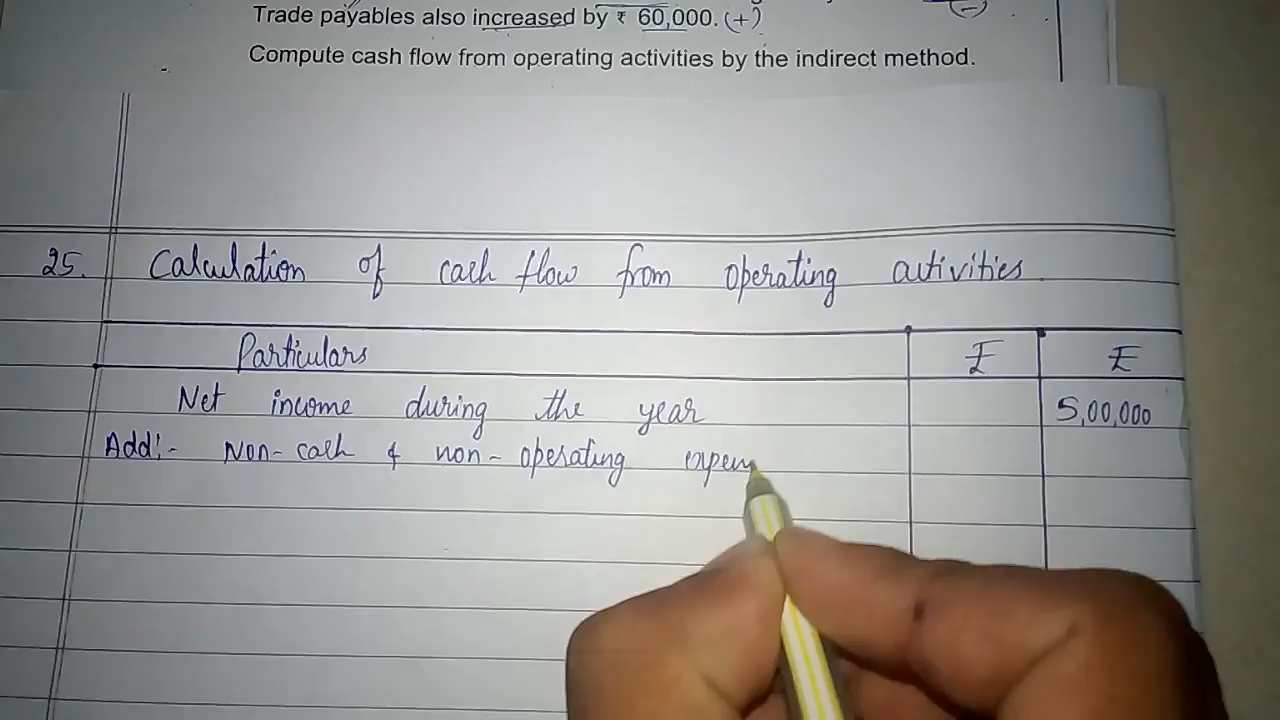 Trade payables also increased by ₹ 60,000. (+)
(-)
Compute cash flow from operating activities by the indirect method.
25. Calculation of cash flow from operating activities
Particulars ₹ ₹
Net income during the year 5,00,000
Add:- Non-cash & non-operating expen